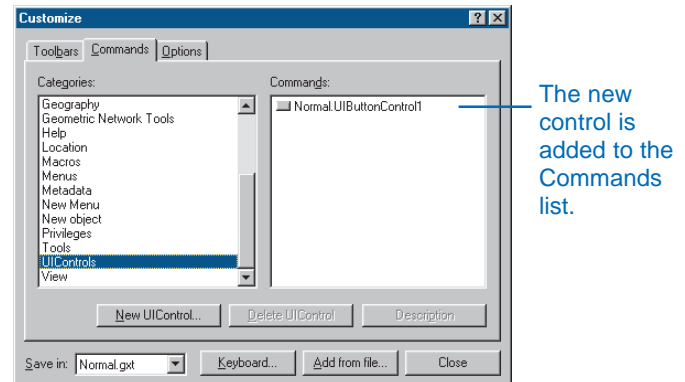 Customize
Toolbars Commands Options
Categories: Commands:
Geography
Geometric Network Tools
Help
Location
Macros
Menus
Metadata
New Menu
New object
Privileges
Tools
UIControls
View
Normal.UIButtonControl1
New UIControl... Delete UIControl Description
Save in: Normal.gxt Keyboard... Add from file... Close
The new
control is
added to the
Commands
list.